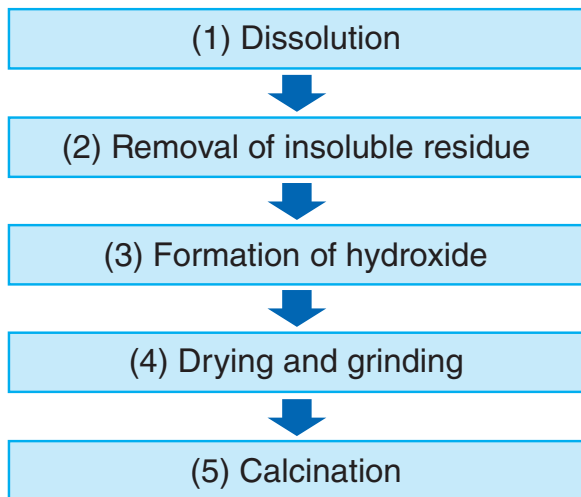 (1) Dissolution
(2) Removal of insoluble residue
(3) Formation of hydroxide
(4) Drying and grinding
(5) Calcination